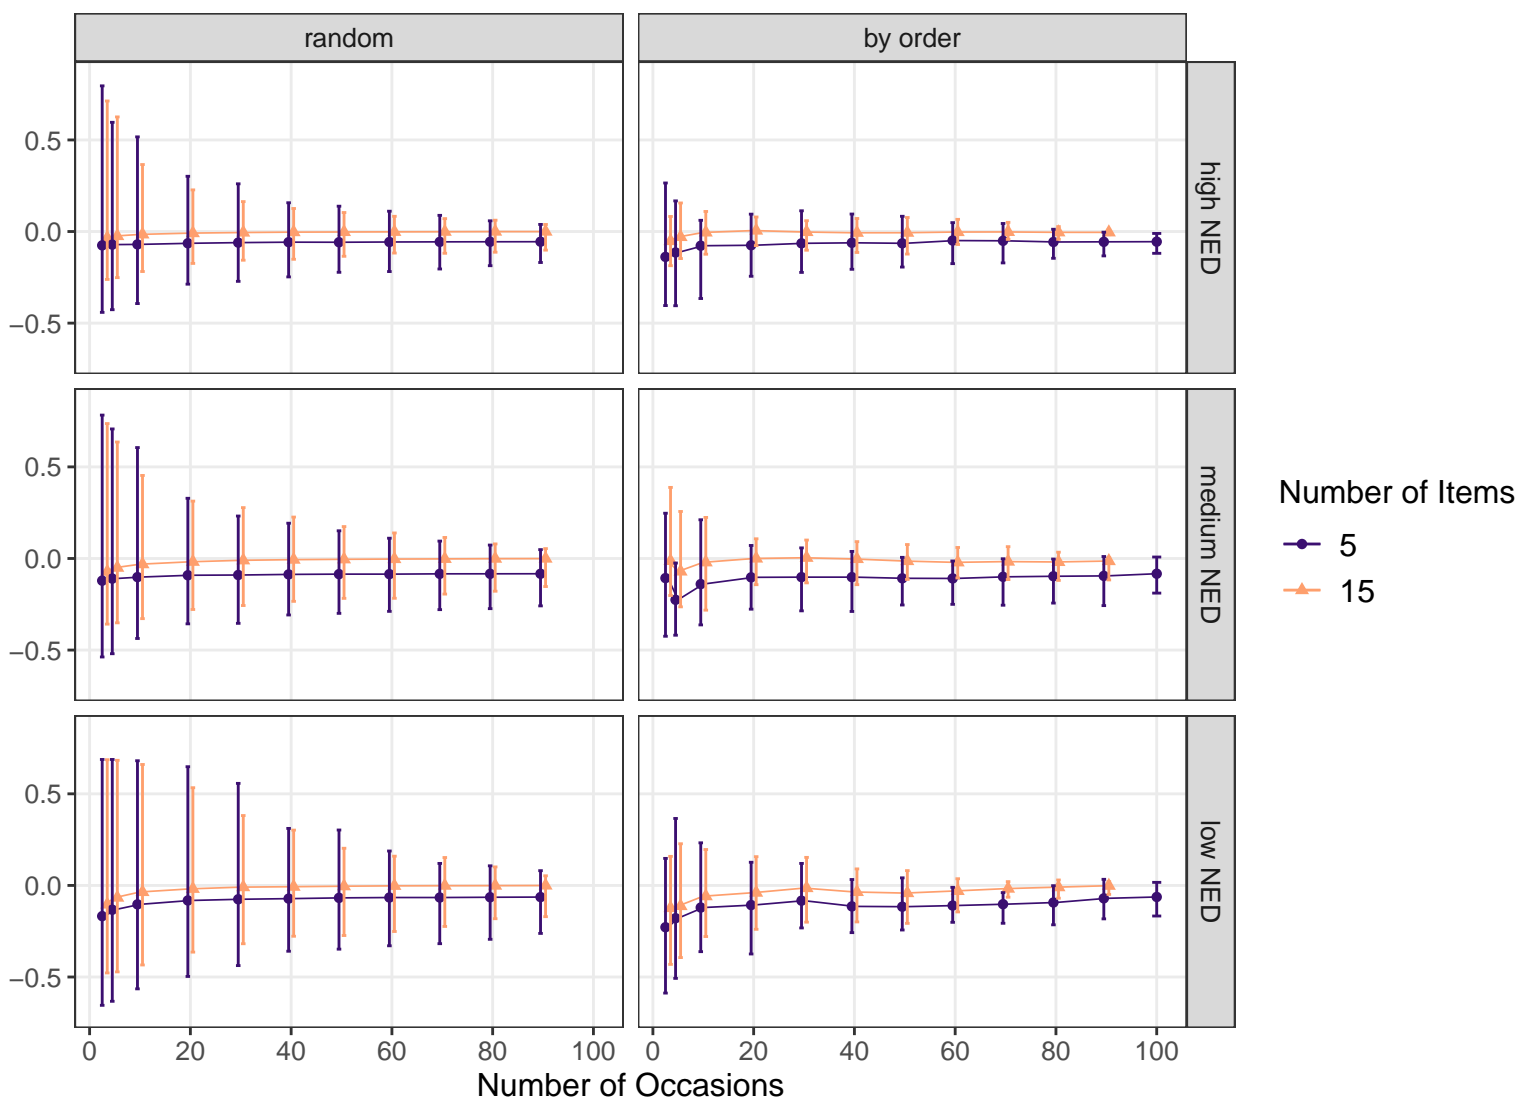 random
by order
0.5
0.0
−0.5
high NED
0.5
0.0
−0.5
medium NED
0.5
0.0
−0.5
low NED
0 20 40 60 80 100
0 20 40 60 80 100
Number of Occasions
Number of Items
5
15